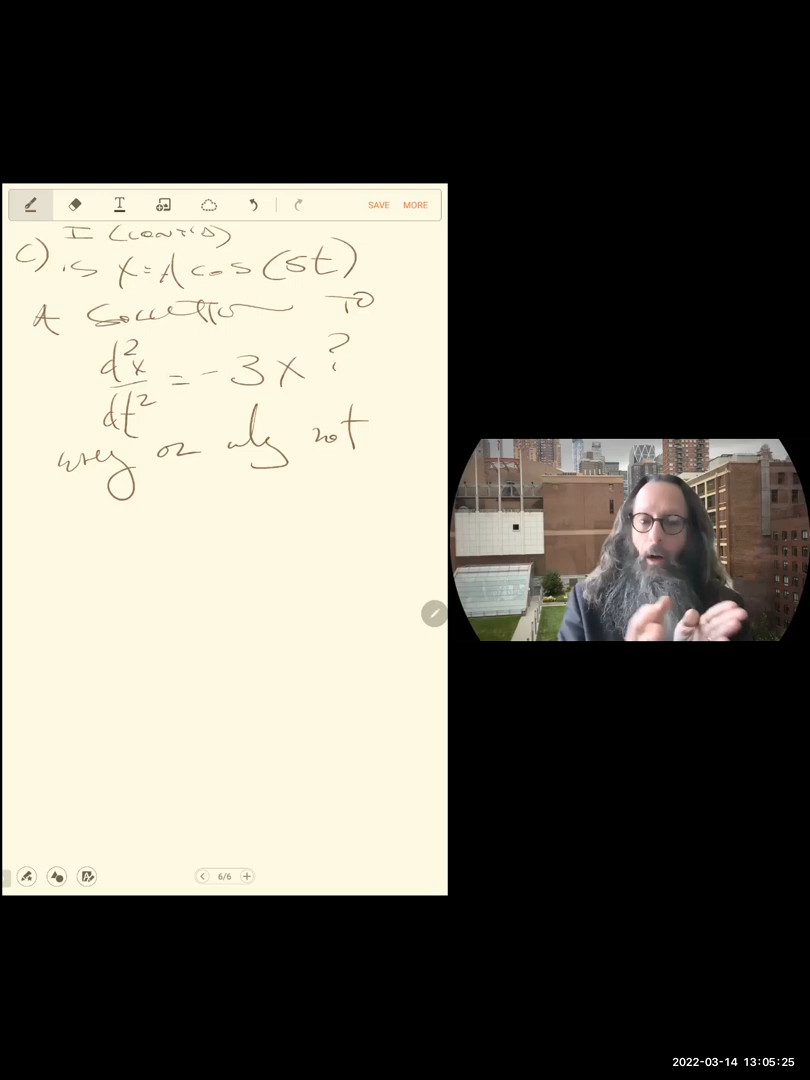 T
SAVE MORE
I (CONT'D)
C) is x = A cos(5t)
A SOLUTION TO
d²x/dt² = -3x ?
why or why not
6/6
2022-03-14 13:05:25